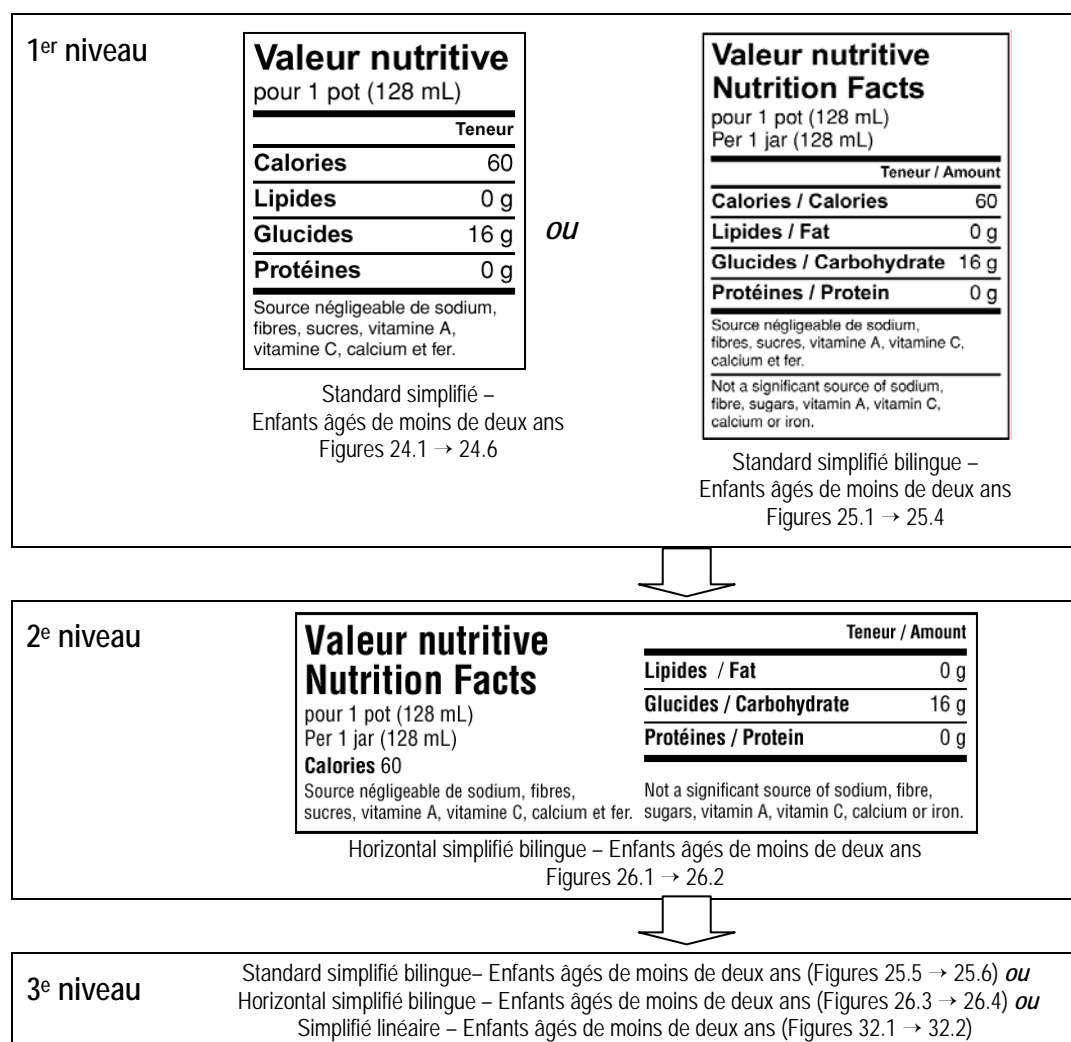 1er niveau
Valeur nutritive
pour 1 pot (128 mL)
Teneur
Calories 60
Lipides 0 g
Glucides 16 g
Protéines 0 g
Source négligeable de sodium,
fibres, sucres, vitamine A,
vitamine C, calcium et fer.
Standard simplifié –
Enfants âgés de moins de deux ans
Figures 24.1 → 24.6
ou
Valeur nutritive
Nutrition Facts
pour 1 pot (128 mL)
Per 1 jar (128 mL)
Teneur / Amount
Calories / Calories 60
Lipides / Fat 0 g
Glucides / Carbohydrate 16 g
Protéines / Protein 0 g
Source négligeable de sodium,
fibres, sucres, vitamine A, vitamine C,
calcium et fer.
Not a significant source of sodium,
fibre, sugars, vitamin A, vitamin C,
calcium or iron.
Standard simplifié bilingue –
Enfants âgés de moins de deux ans
Figures 25.1 → 25.4
2e niveau
Valeur nutritive
Nutrition Facts
pour 1 pot (128 mL)
Per 1 jar (128 mL)
Calories 60
Source négligeable de sodium, fibres,
sucres, vitamine A, vitamine C, calcium et fer.
Teneur / Amount
Lipides / Fat 0 g
Glucides / Carbohydrate 16 g
Protéines / Protein 0 g
Not a significant source of sodium, fibre,
sugars, vitamin A, vitamin C, calcium or iron.
Horizontal simplifié bilingue – Enfants âgés de moins de deux ans
Figures 26.1 → 26.2
3e niveau
Standard simplifié bilingue– Enfants âgés de moins de deux ans (Figures 25.5 → 25.6) ou
Horizontal simplifié bilingue – Enfants âgés de moins de deux ans (Figures 26.3 → 26.4) ou
Simplifié linéaire – Enfants âgés de moins de deux ans (Figures 32.1 → 32.2)